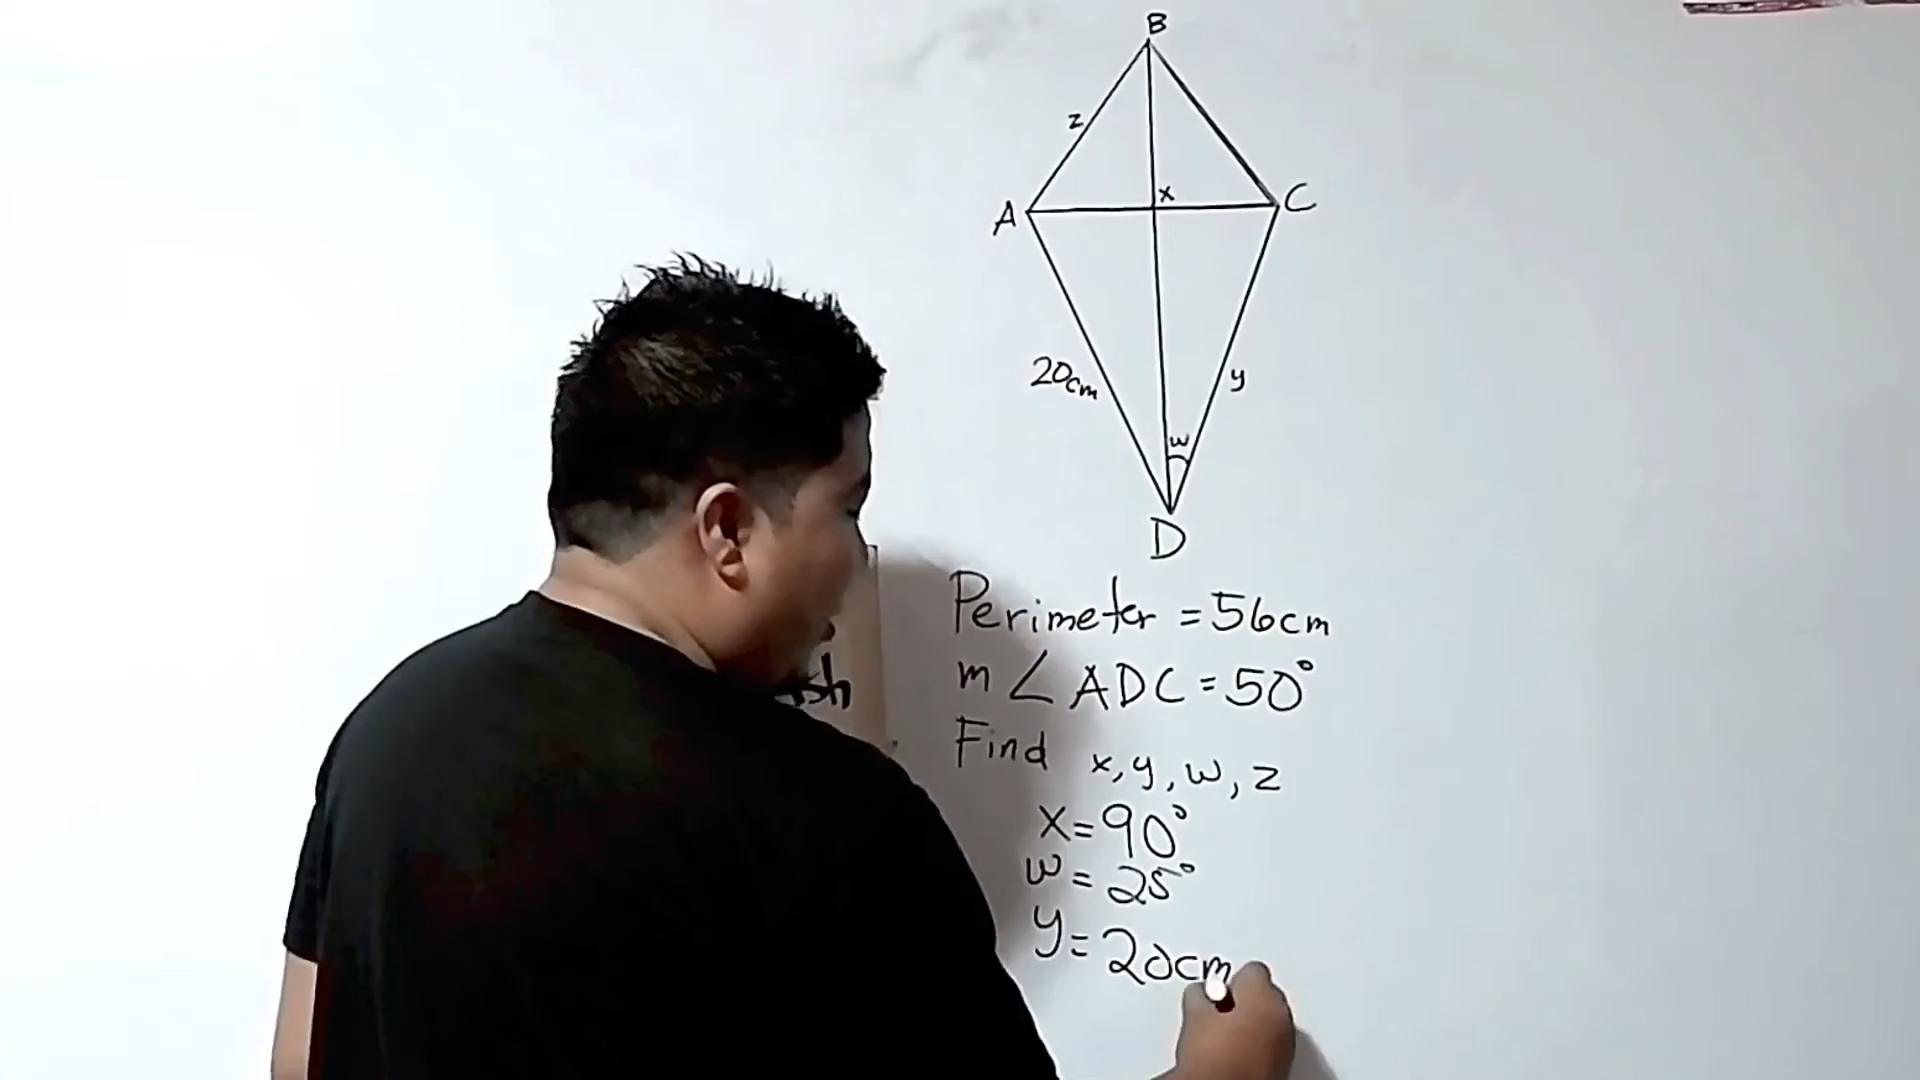 B
z
x
A
C
20cm
y
w
D
Perimeter = 56cm
m∠ADC = 50°
Find x, y, w, z
x = 90°
w = 25°
y = 20cm